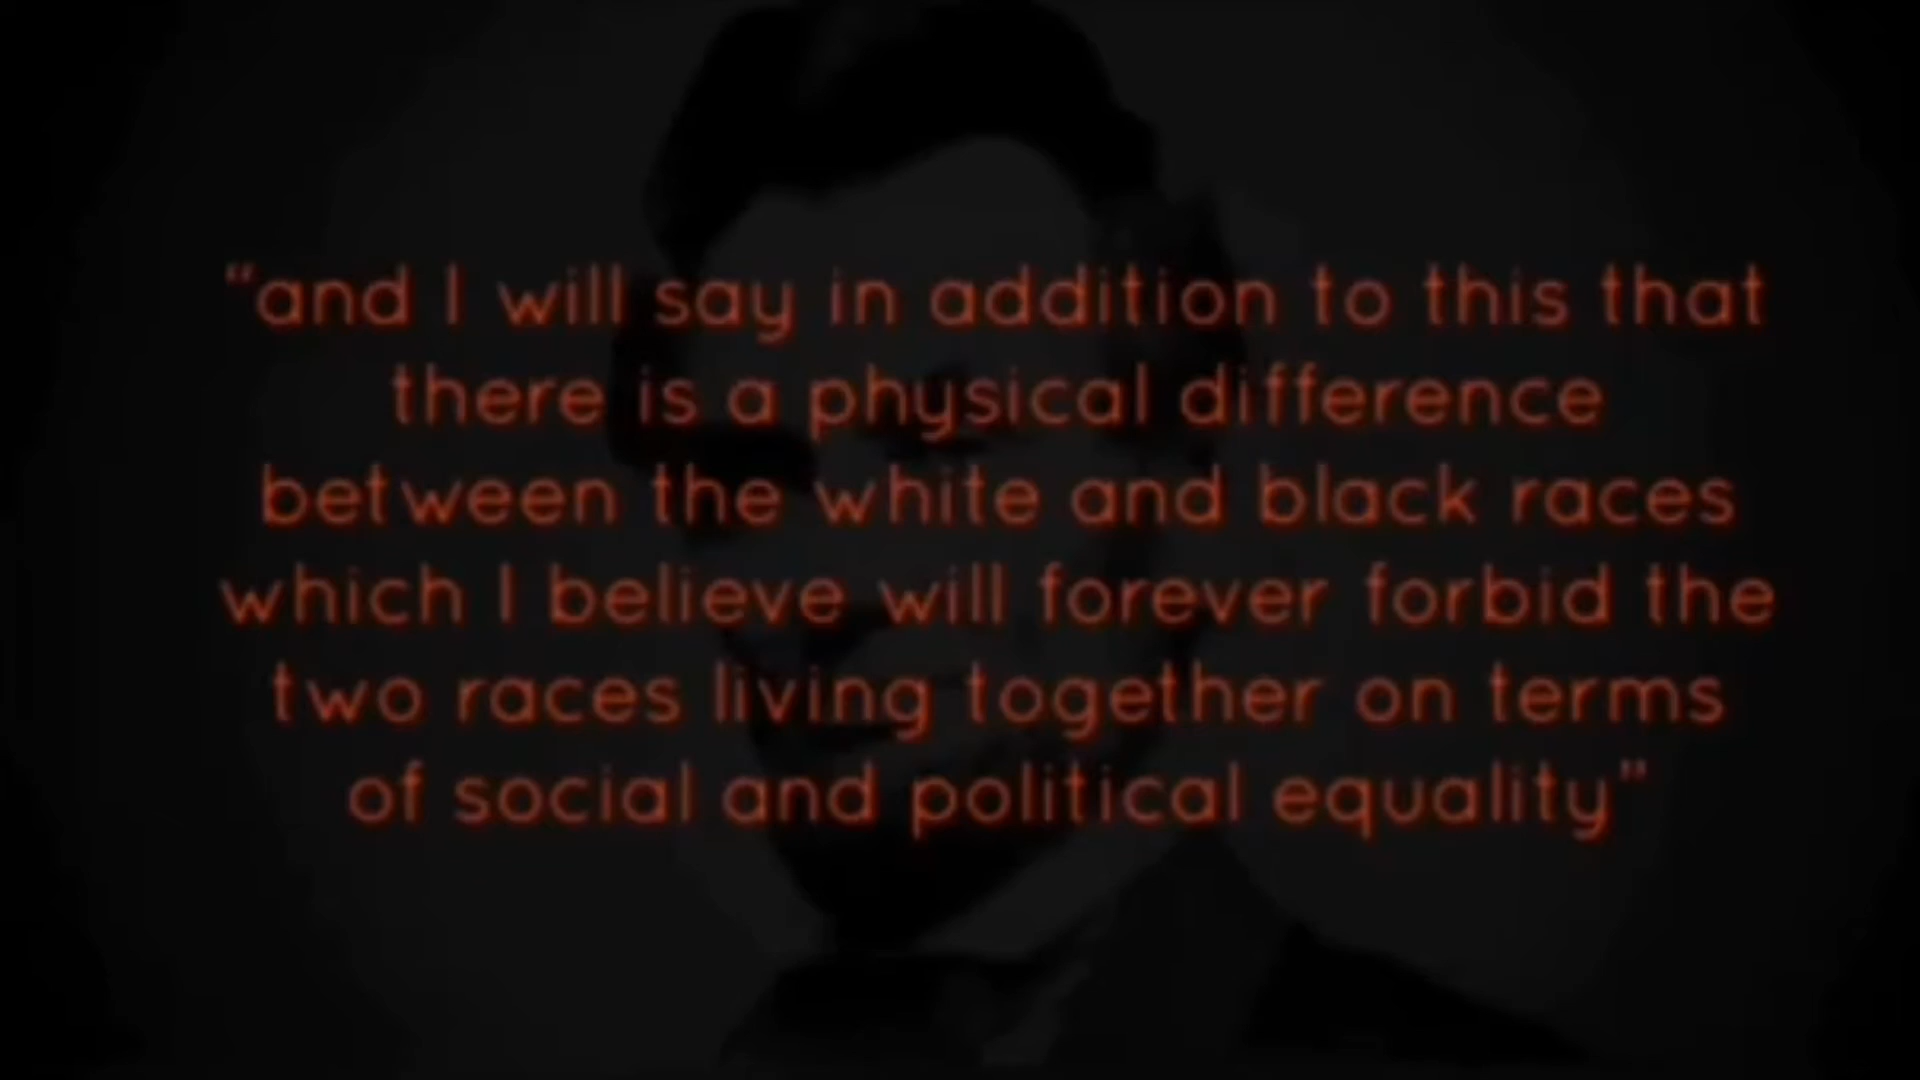 “and I will say in addition to this that
there is a physical difference
between the white and black races
which I believe will forever forbid the
two races living together on terms
of social and political equality”